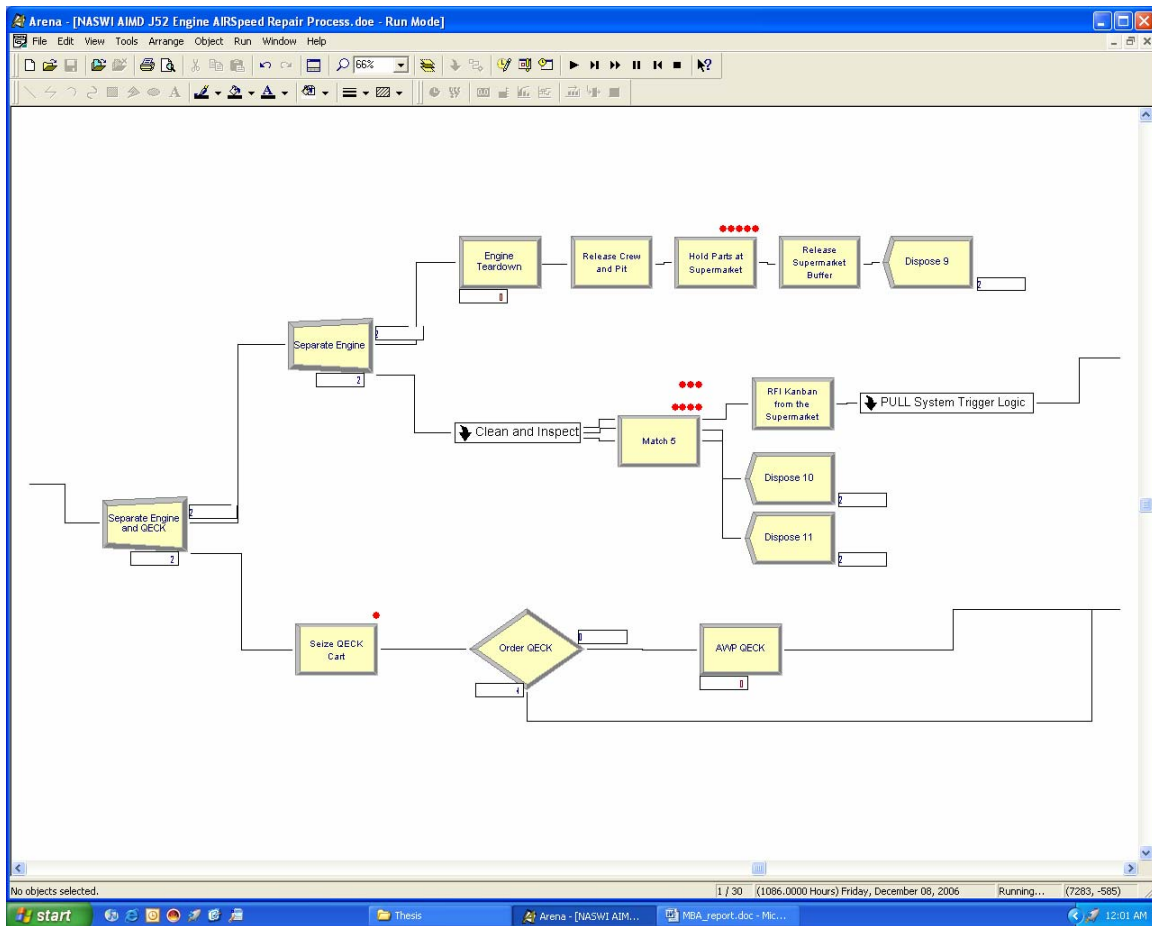 Arena - [NASWI AIMD J52 Engine AIRSpeed Repair Process.doe - Run Mode]
File Edit View Tools Arrange Object Run Window Help
66%
Engine
Teardown
0
Release Crew
and Pit
Hold Parts at
Supermarket
Release
Supermarket
Buffer
Dispose 9
2
Separate Engine
2
2
RFI Kanban
from the
Supermarket
PULL System Trigger Logic
Clean and Inspect
Match 5
Dispose 10
2
Dispose 11
2
Separate Engine
and QECK
2
2
Seize QECK
Cart
Order QECK
0
AWP QECK
0
No objects selected.
1 / 30
(1086.0000 Hours) Friday, December 08, 2006
Running...
(7283, -585)
start
Thesis
Arena - [NASWI AIM...
MBA_report.doc - Mic...
12:01 AM